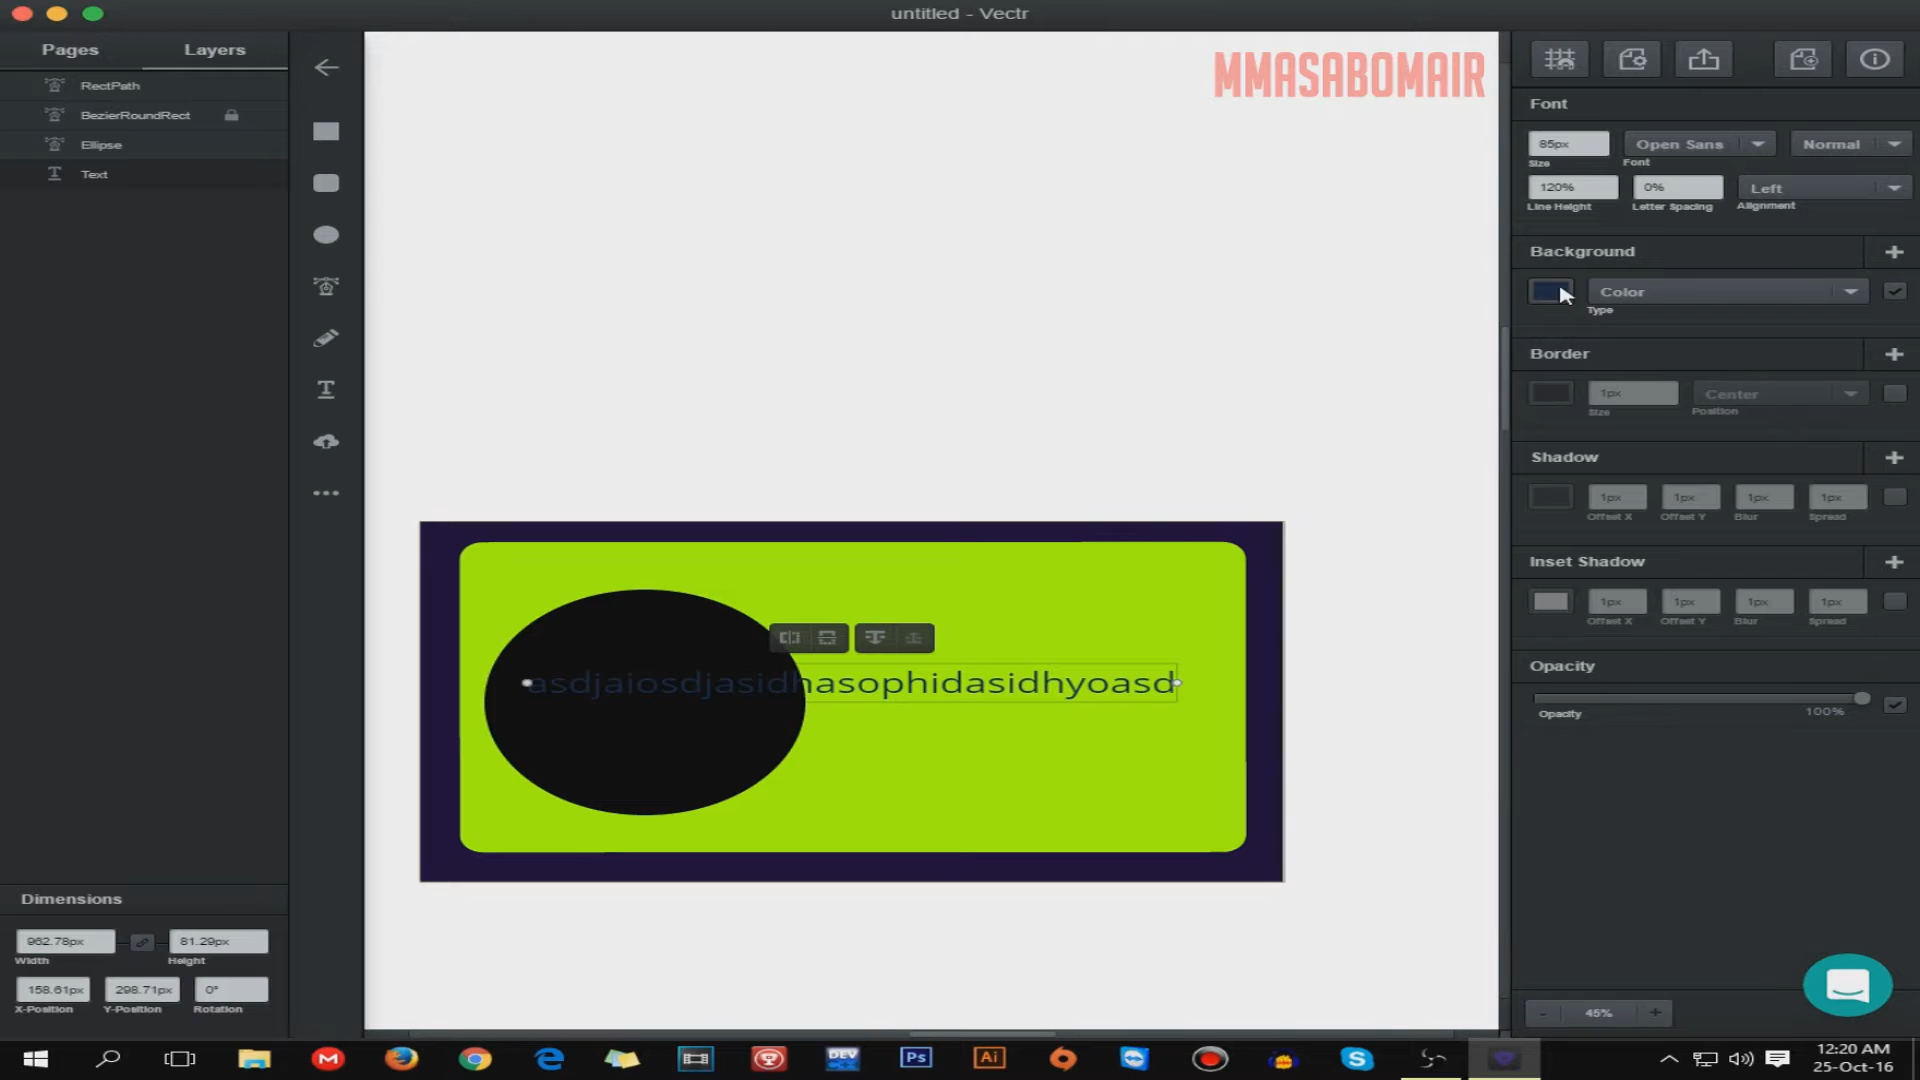 untitled - Vectr
Pages Layers
RectPath
BezierRoundRect
Ellipse
Text
MMASABOMAIR
Font
85px Open Sans Normal
Size Font
120% 0% Left
Line Height Letter Spacing Alignment
Background
Color
Type
Border
1px Center
Size Position
Shadow
1px 1px 1px 1px
Offset X Offset Y Blur Spread
Inset Shadow
1px 1px 1px 1px
Offset X Offset Y Blur Spread
Opacity
Opacity 100%
asdjaiosdjasidhasophidasidhyoasd
Dimensions
962.78px 81.29px
Width Height
158.61px 298.71px 0°
X-Position Y-Position Rotation
- 45% +
M DEV Ps Ai S
12:20 AM
25-Oct-16